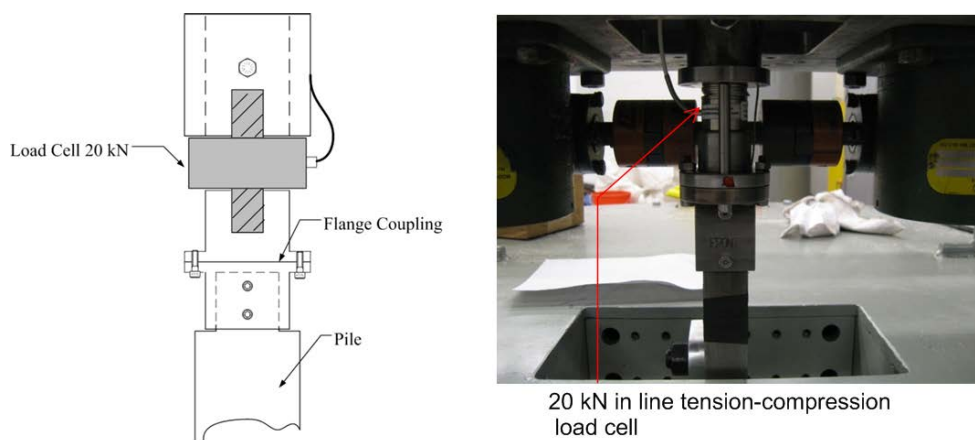 Load Cell 20 kN
Flange Coupling
Pile
20 kN in line tension-compression
load cell